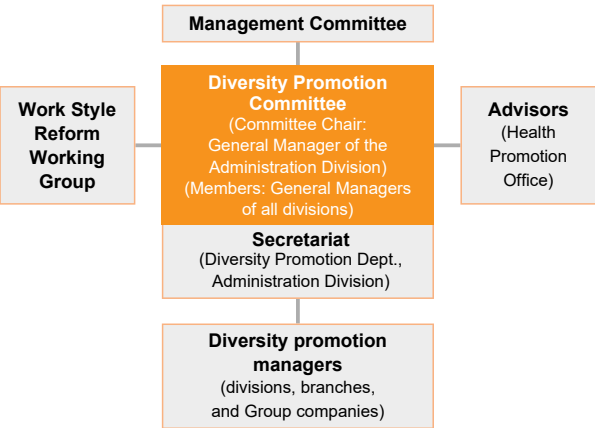 Management Committee
Diversity Promotion
Committee
(Committee Chair:
General Manager of the
Administration Division)
(Members: General Managers
of all divisions)
Work Style
Reform
Working
Group
Advisors
(Health
Promotion
Office)
Secretariat
(Diversity Promotion Dept.,
Administration Division)
Diversity promotion
managers
(divisions, branches,
and Group companies)